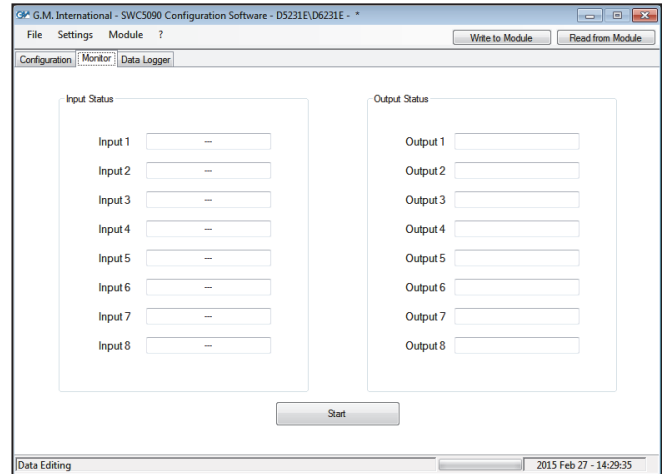 GM G.M. International - SWC5090 Configuration Software - D5231E\D6231E - *
File Settings Module ? Write to Module Read from Module
Configuration Monitor Data Logger
Input Status Output Status
Input 1 --- Output 1
Input 2 --- Output 2
Input 3 --- Output 3
Input 4 --- Output 4
Input 5 --- Output 5
Input 6 --- Output 6
Input 7 --- Output 7
Input 8 --- Output 8
Start
Data Editing 2015 Feb 27 - 14:29:35